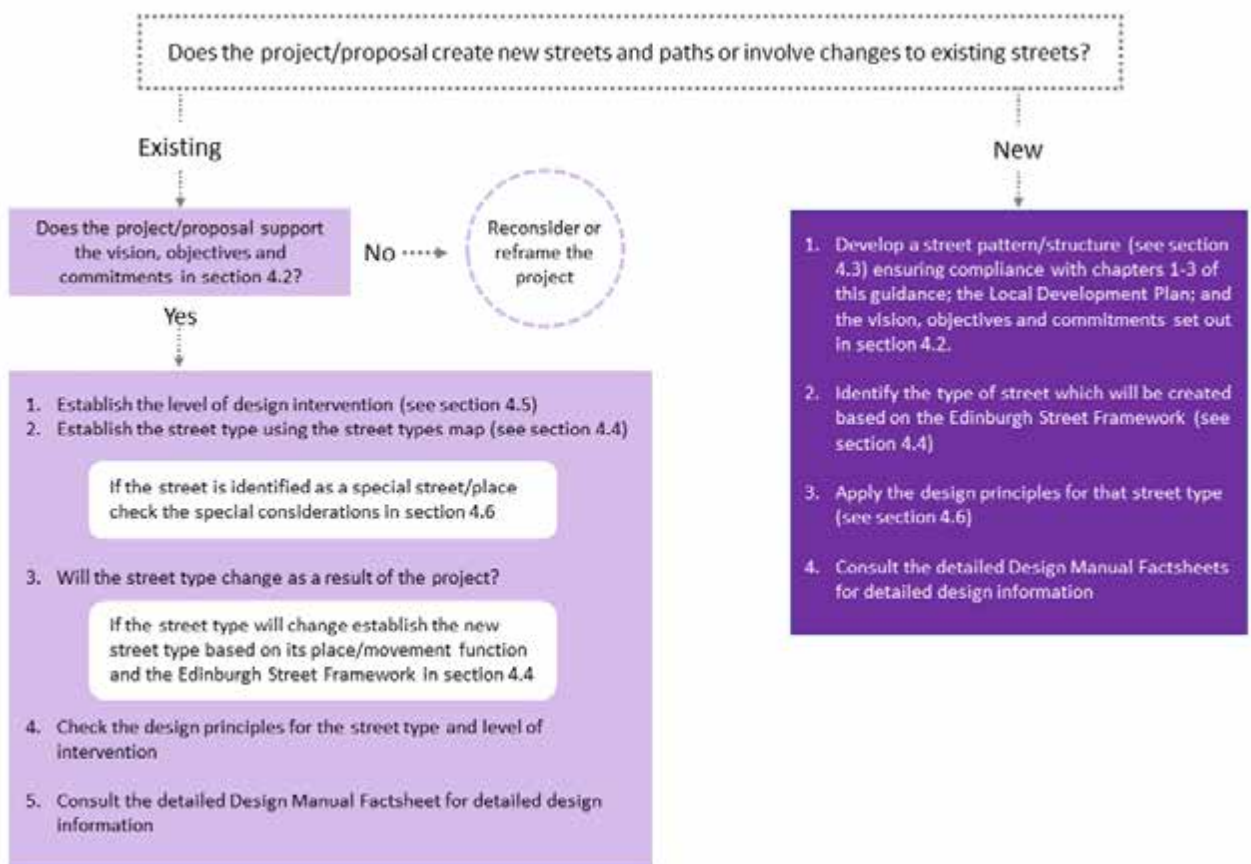 Does the project/proposal create new streets and paths or involve changes to existing streets?
Existing
New
Does the project/proposal support
the vision, objectives and
commitments in section 4.2?
No
Reconsider or
reframe the
project
Yes
1. Establish the level of design intervention (see section 4.5)
2. Establish the street type using the street types map (see section 4.4)
If the street is identified as a special street/place
check the special considerations in section 4.6
3. Will the street type change as a result of the project?
If the street type will change establish the new
street type based on its place/movement function
and the Edinburgh Street Framework in section 4.4
4. Check the design principles for the street type and level of
intervention
5. Consult the detailed Design Manual Factsheet for detailed design
information
1. Develop a street pattern/structure (see section
4.3) ensuring compliance with chapters 1-3 of
this guidance; the Local Development Plan; and
the vision, objectives and commitments set out
in section 4.2.
2. Identify the type of street which will be created
based on the Edinburgh Street Framework (see
section 4.4)
3. Apply the design principles for that street type
(see section 4.6)
4. Consult the detailed Design Manual Factsheets
for detailed design information